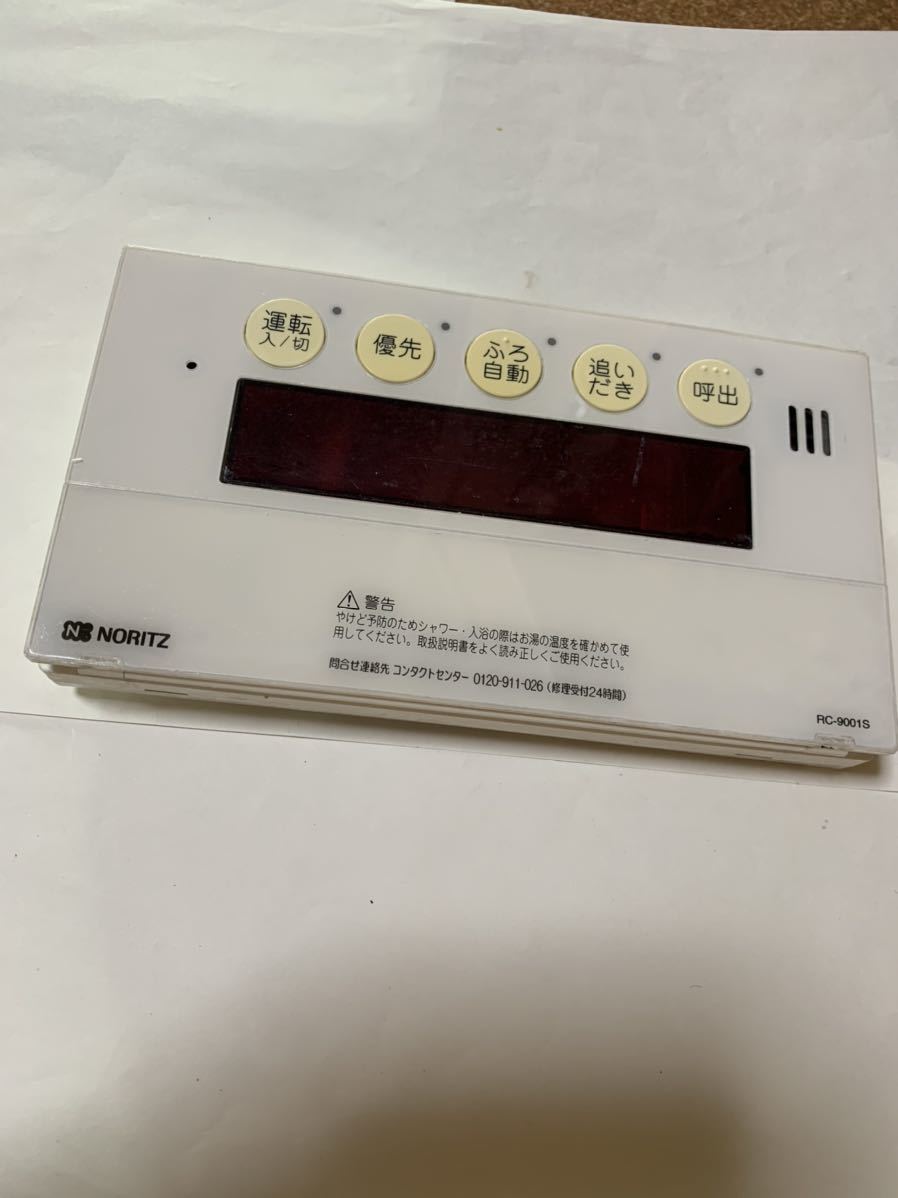 運転
入/切
優先
ふろ
自動
追い
だき
呼出
警告
やけど予防のためシャワー・入浴の際はお湯の温度を確かめて使
用してください。取扱説明書をよく読み正しくご使用ください。
問合せ連絡先 コンタクトセンター 0120-911-026（修理受付24時間）
NORITZ
RC-9001S